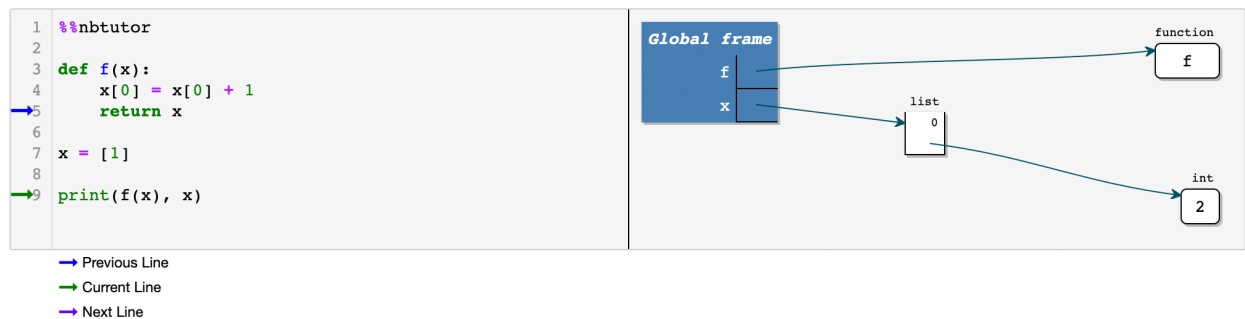 1 %%nbtutor
2
3 def f(x):
4     x[0] = x[0] + 1
5     return x
6
7 x = [1]
8
9 print(f(x), x)
Previous Line
Current Line
Next Line
Global frame
f
x
function
f
list
0
int
2